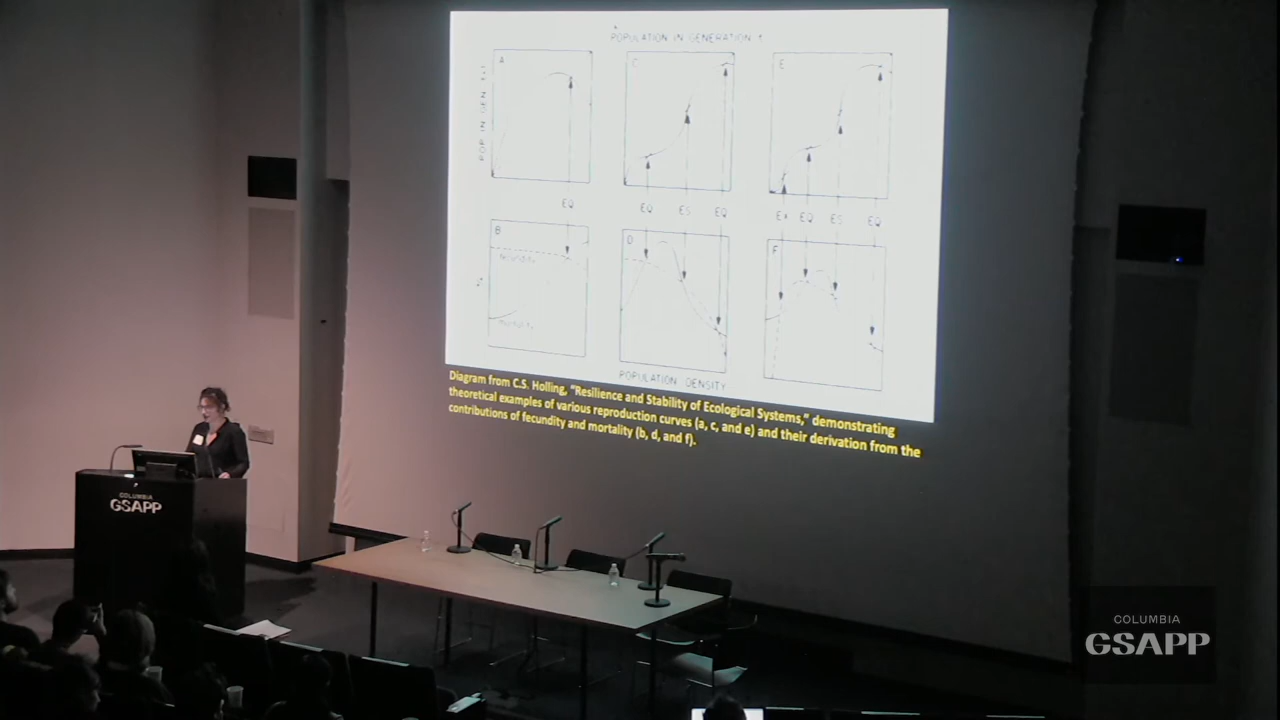 POPULATION IN GENERATION t
A
C
E
EQ
EQ
ES
EQ
EX
EQ
ES
EQ
B
D
F
POPULATION DENSITY
Diagram from C.S. Holling, "Resilience and Stability of Ecological Systems," demonstrating
theoretical examples of various reproduction curves (a, c, and e) and their derivation from the
contributions of fecundity and mortality (b, d, and f).
COLUMBIA
GSAPP
COLUMBIA
GSAPP